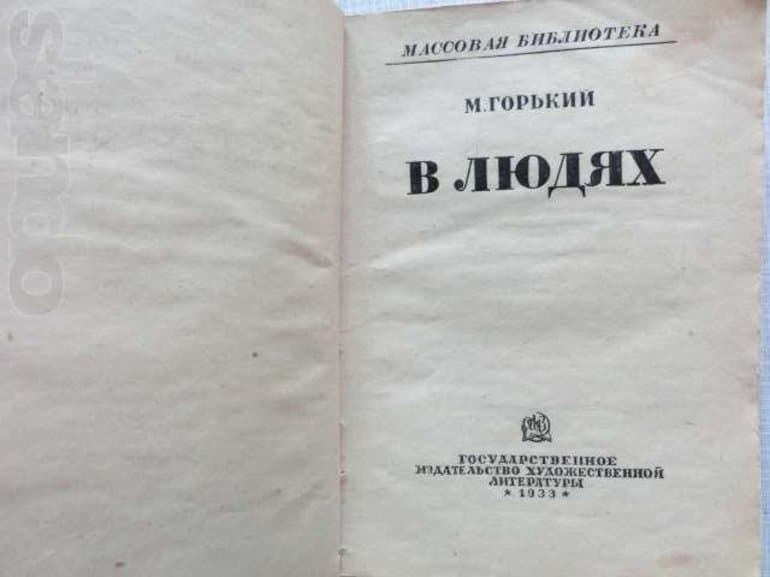 МАССОВАЯ БИБЛИОТЕКА
М. ГОРЬКИЙ
В ЛЮДЯХ
ГОСУДАРСТВЕННОЕ
ИЗДАТЕЛЬСТВО ХУДОЖЕСТВЕННОЙ
ЛИТЕРАТУРЫ
* 1933 *